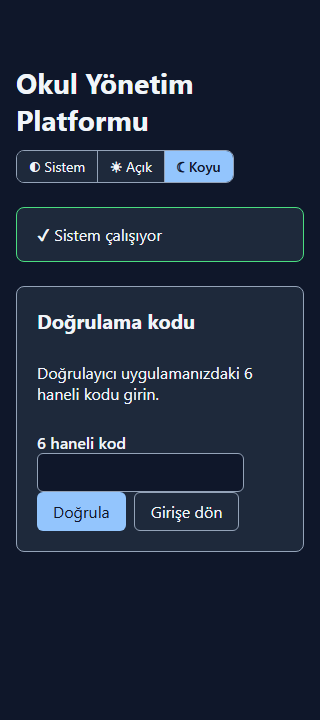 Okul Yönetim
Platformu
◐ Sistem ☀ Açık ☾ Koyu
✓ Sistem çalışıyor
Doğrulama kodu
Doğrulayıcı uygulamanızdaki 6
haneli kodu girin.
6 haneli kod
Doğrula Girişe dön